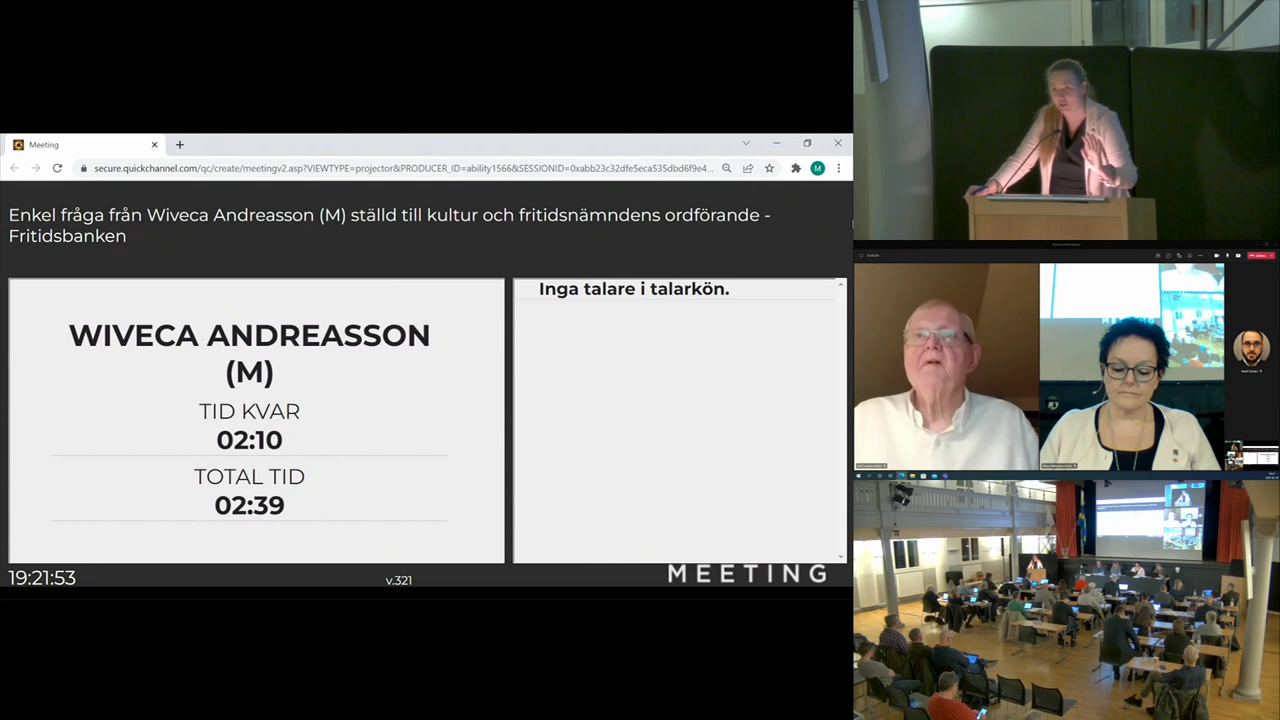 Meeting
secure.quickchannel.com/qc/create/meetingv2.asp?VIEWTYPE=projector&PRODUCER_ID=ability1566&SESSIONID=0xabb23c32dfe5eca535dbd6f9e4...
M
Enkel fråga från Wiveca Andreasson (M) ställd till kultur och fritidsnämndens ordförande -
Fritidsbanken
WIVECA ANDREASSON
(M)
TID KVAR
02:10
TOTAL TID
02:39
Inga talare i talarkön.
19:21:53
v.321
MEETING